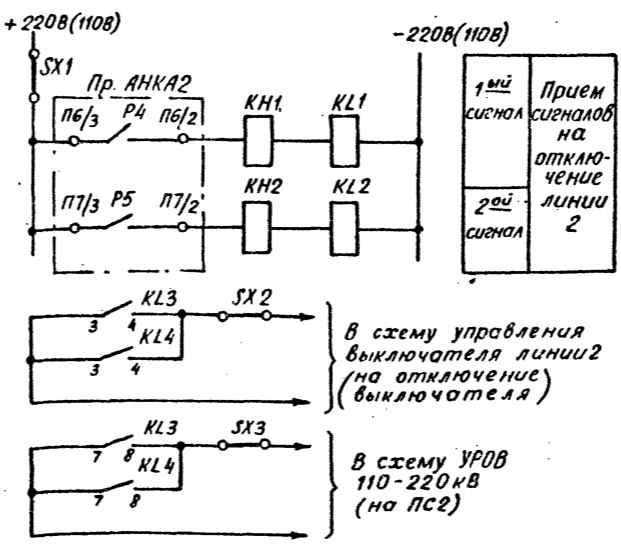 +220В(110В)
-220В(110В)
SX1
Пр. АНКА2
П6/3
Р4
П6/2
КН1
KL1
П7/3
Р5
П7/2
КН2
KL2
1ый
сигнал
2ой
сигнал
Прием
сигналов
на
отклю-
чение
линии
2
KL3
3
4
SX2
KL4
3
4
В схему управления
выключателя линии2
(на отключение
выключателя)
KL3
7
8
SX3
KL4
7
8
В схему УРОВ
110-220кВ
(на ПС2)